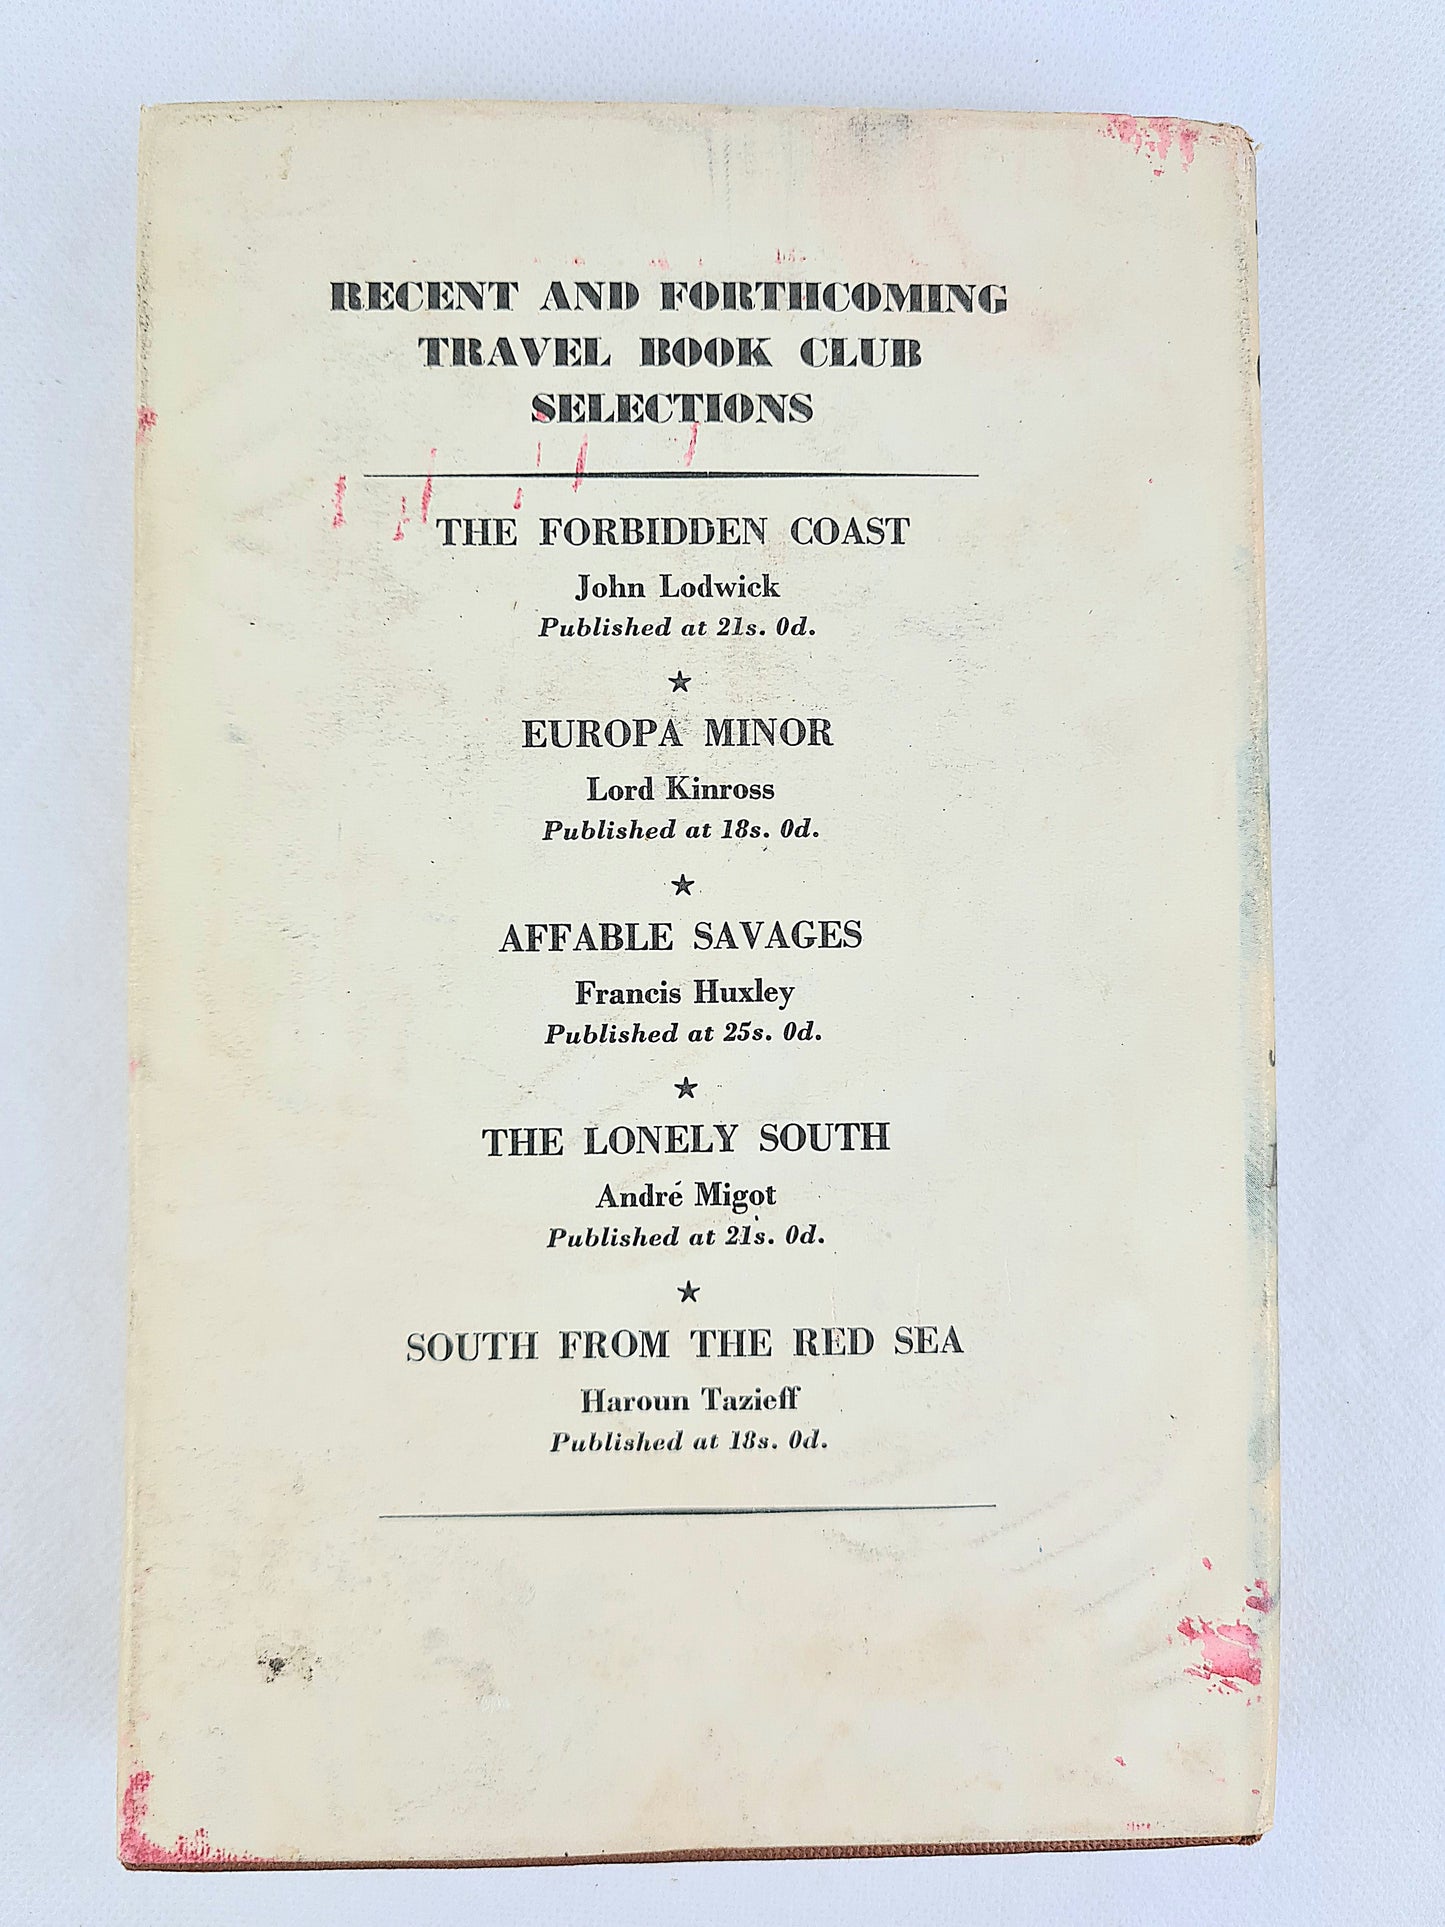 RECENT AND FORTHCOMING
TRAVEL BOOK CLUB
SELECTIONS
THE FORBIDDEN COAST
John Lodwick
Published at 21s. 0d.
EUROPA MINOR
Lord Kinross
Published at 18s. 0d.
AFFABLE SAVAGES
Francis Huxley
Published at 25s. 0d.
THE LONELY SOUTH
André Migot
Published at 21s. 0d.
SOUTH FROM THE RED SEA
Haroun Tazieff
Published at 18s. 0d.